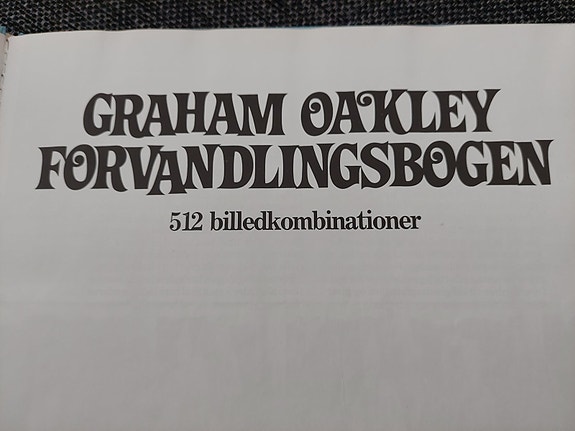 GRAHAM OAKLEY
FORVANDLINGSBOGEN
512 billedkombinationer